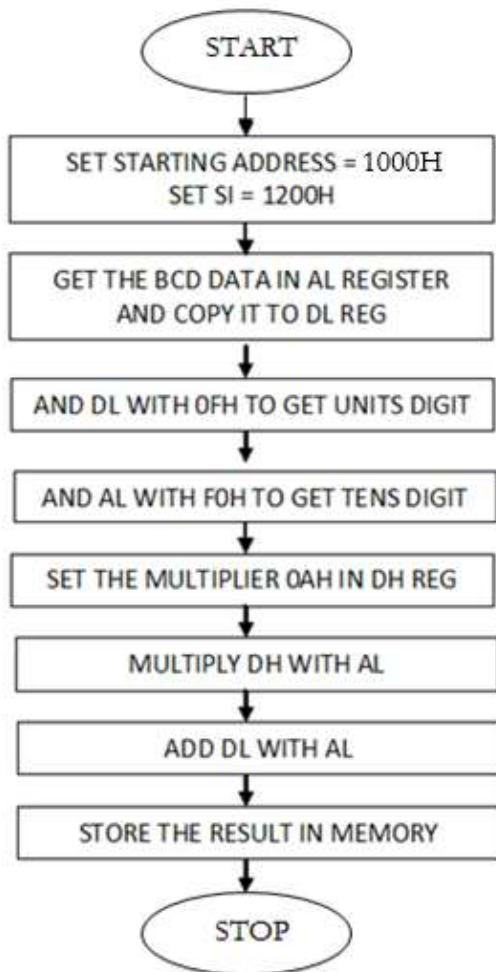 START
SET STARTING ADDRESS = 1000H
SET SI = 1200H
GET THE BCD DATA IN AL REGISTER
AND COPY IT TO DL REG
AND DL WITH 0FH TO GET UNITS DIGIT
AND AL WITH F0H TO GET TENS DIGIT
SET THE MULTIPLIER 0AH IN DH REG
MULTIPLY DH WITH AL
ADD DL WITH AL
STORE THE RESULT IN MEMORY
STOP